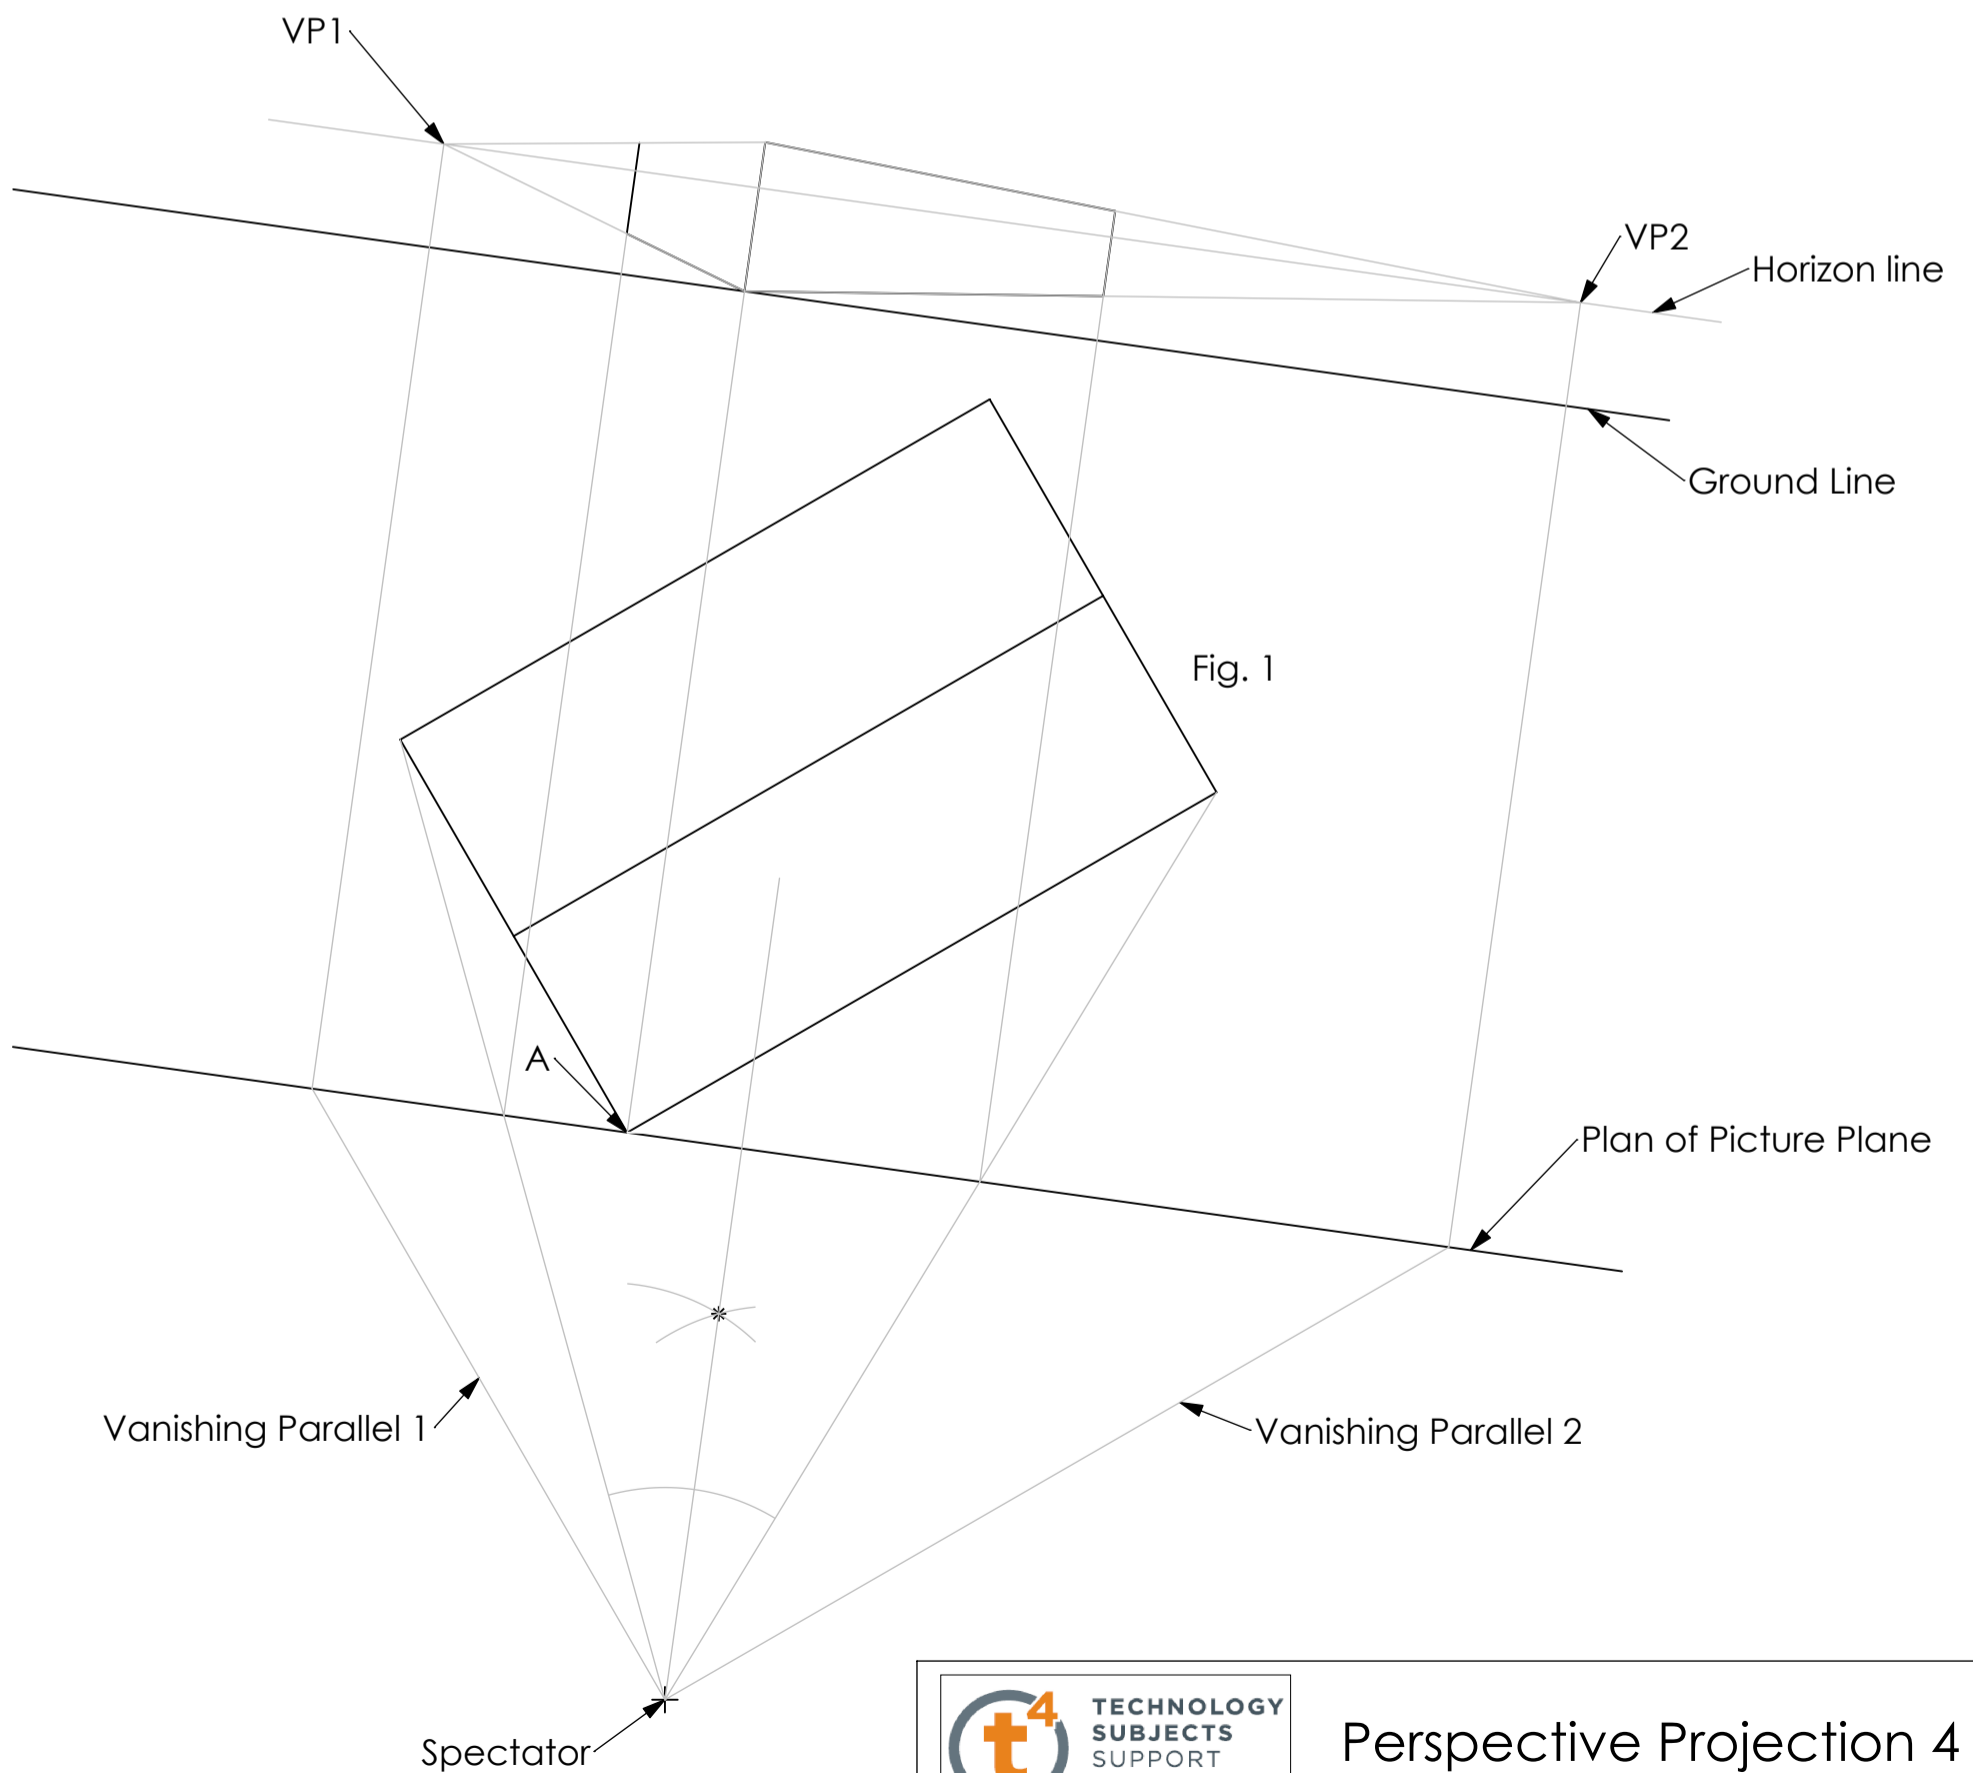 VP1
VP2
Horizon line
Ground Line
Fig. 1
A
Plan of Picture Plane
Vanishing Parallel 1
Vanishing Parallel 2
Spectator
t4
TECHNOLOGY
SUBJECTS
SUPPORT
Perspective Projection 4